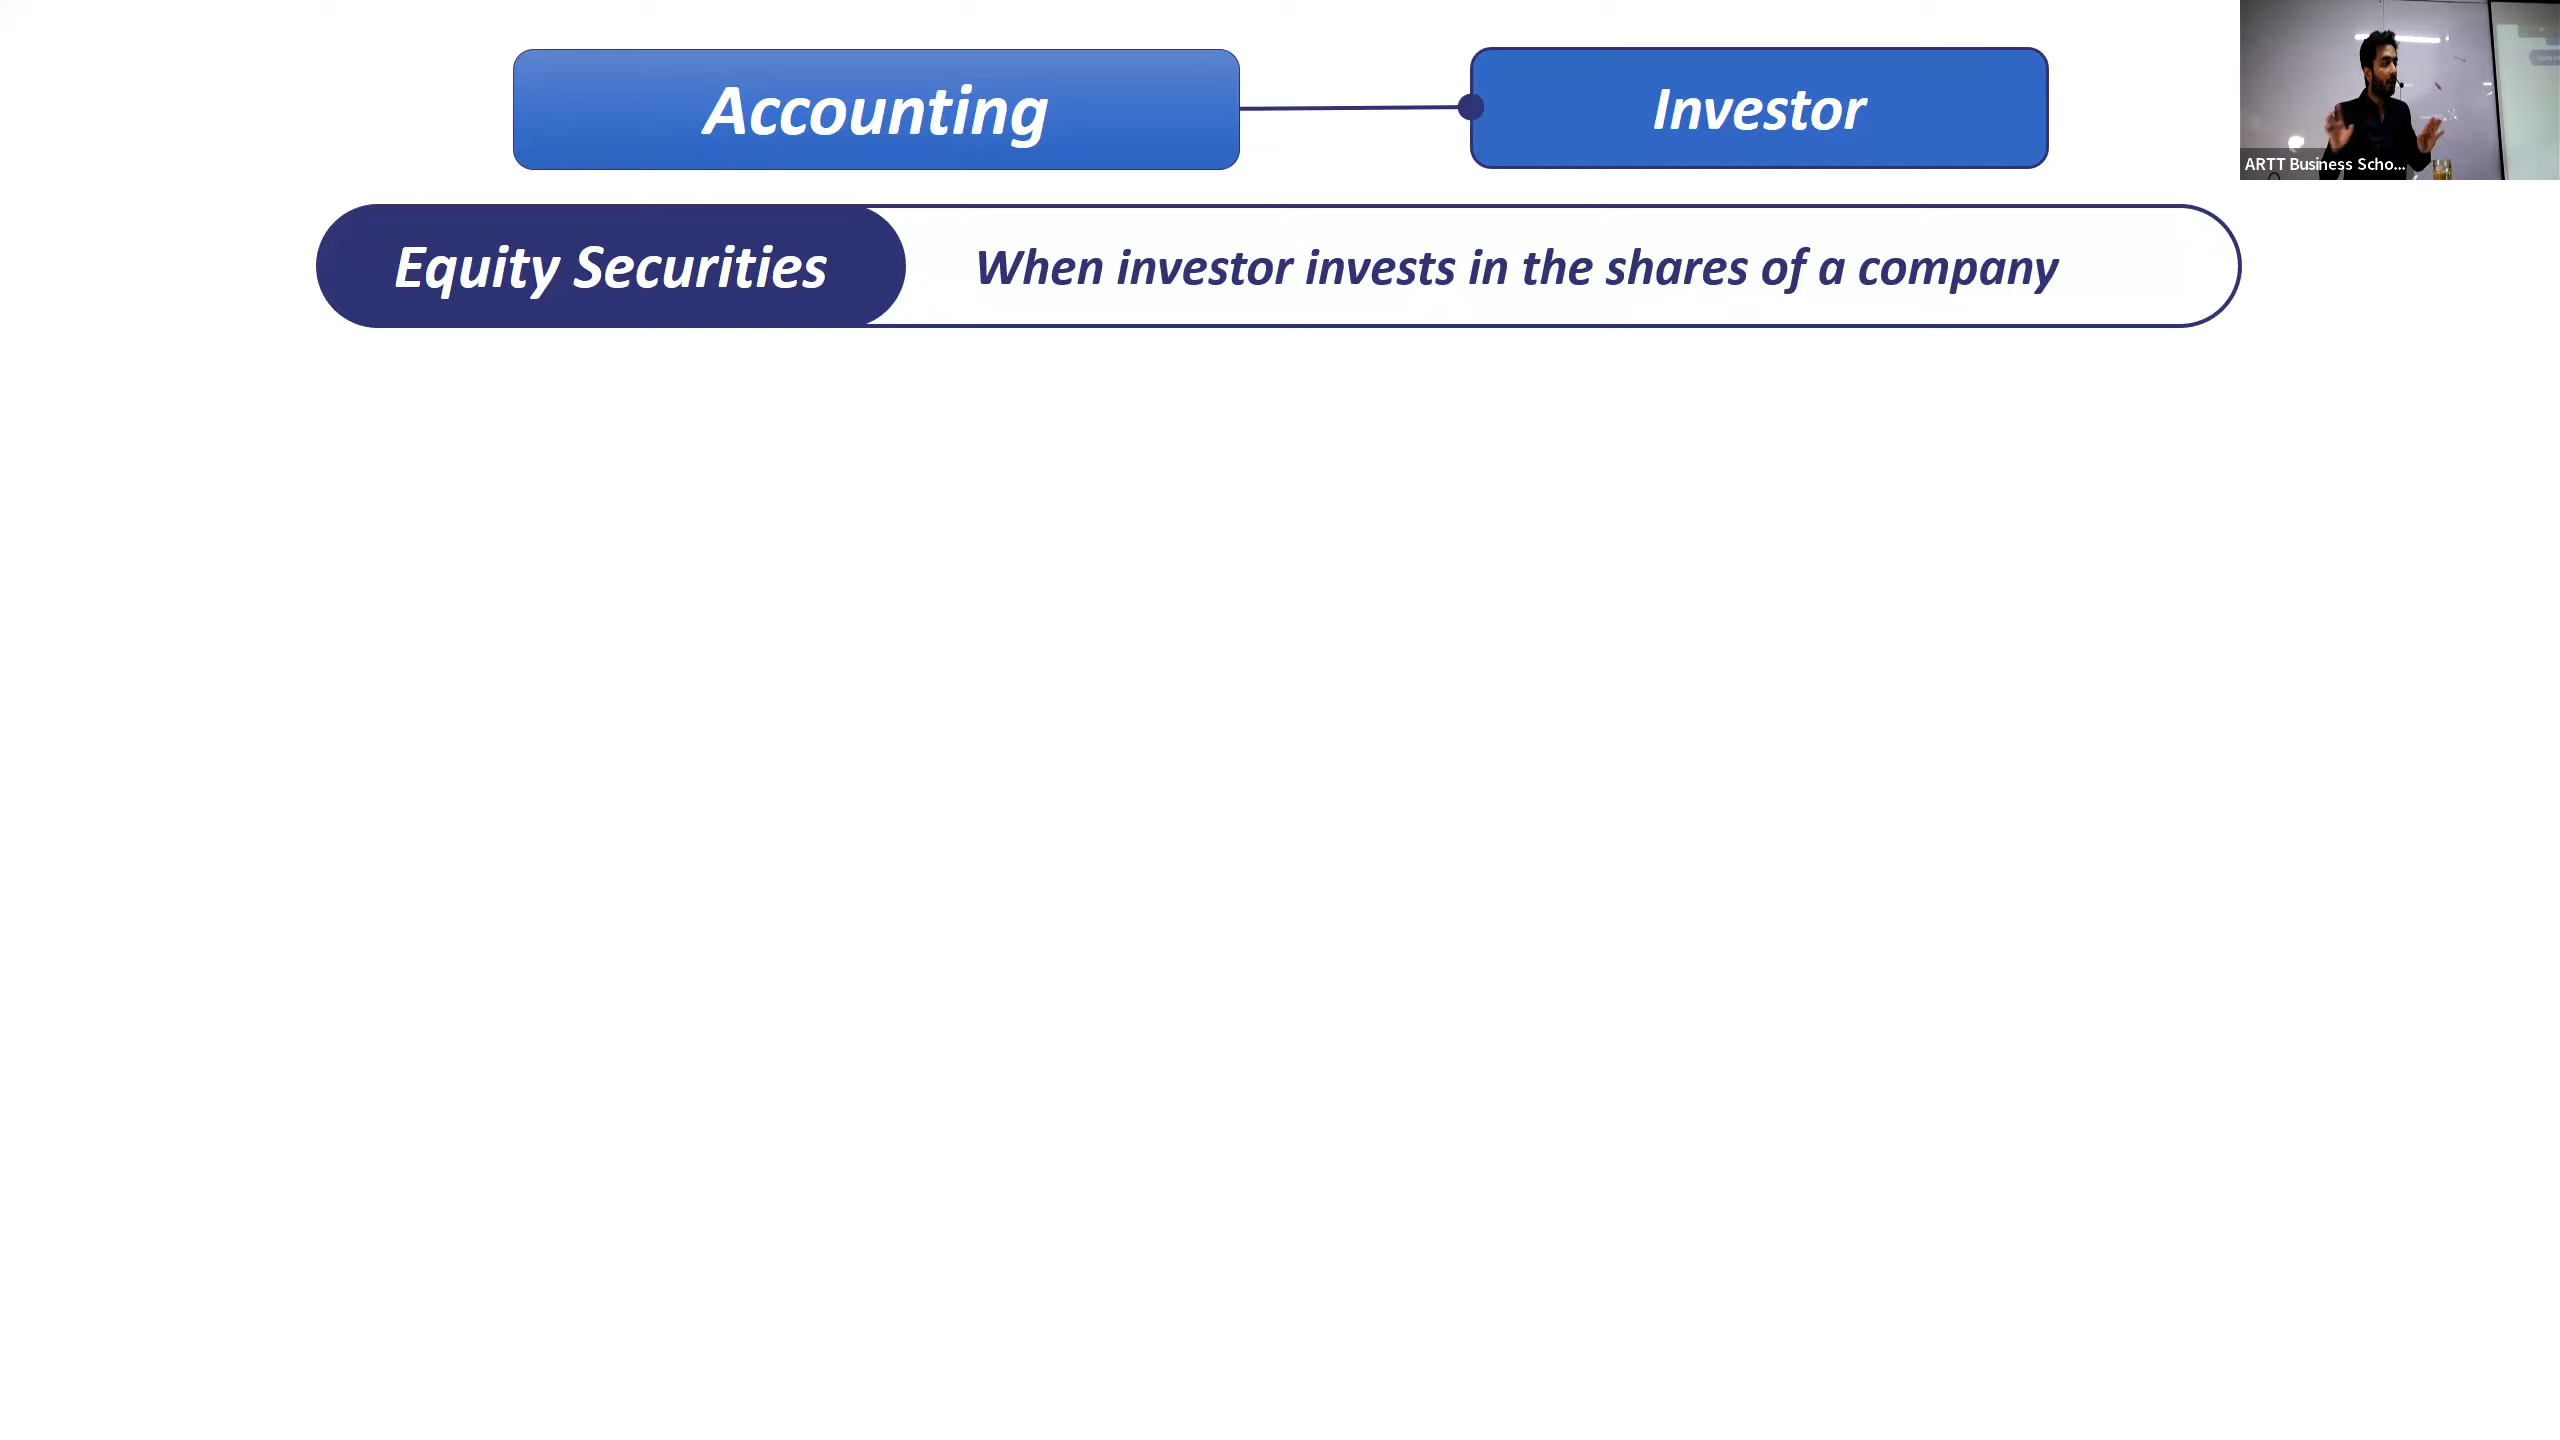 Accounting
Investor
ARTT Business Scho...
Equity Securities
When investor invests in the shares of a company